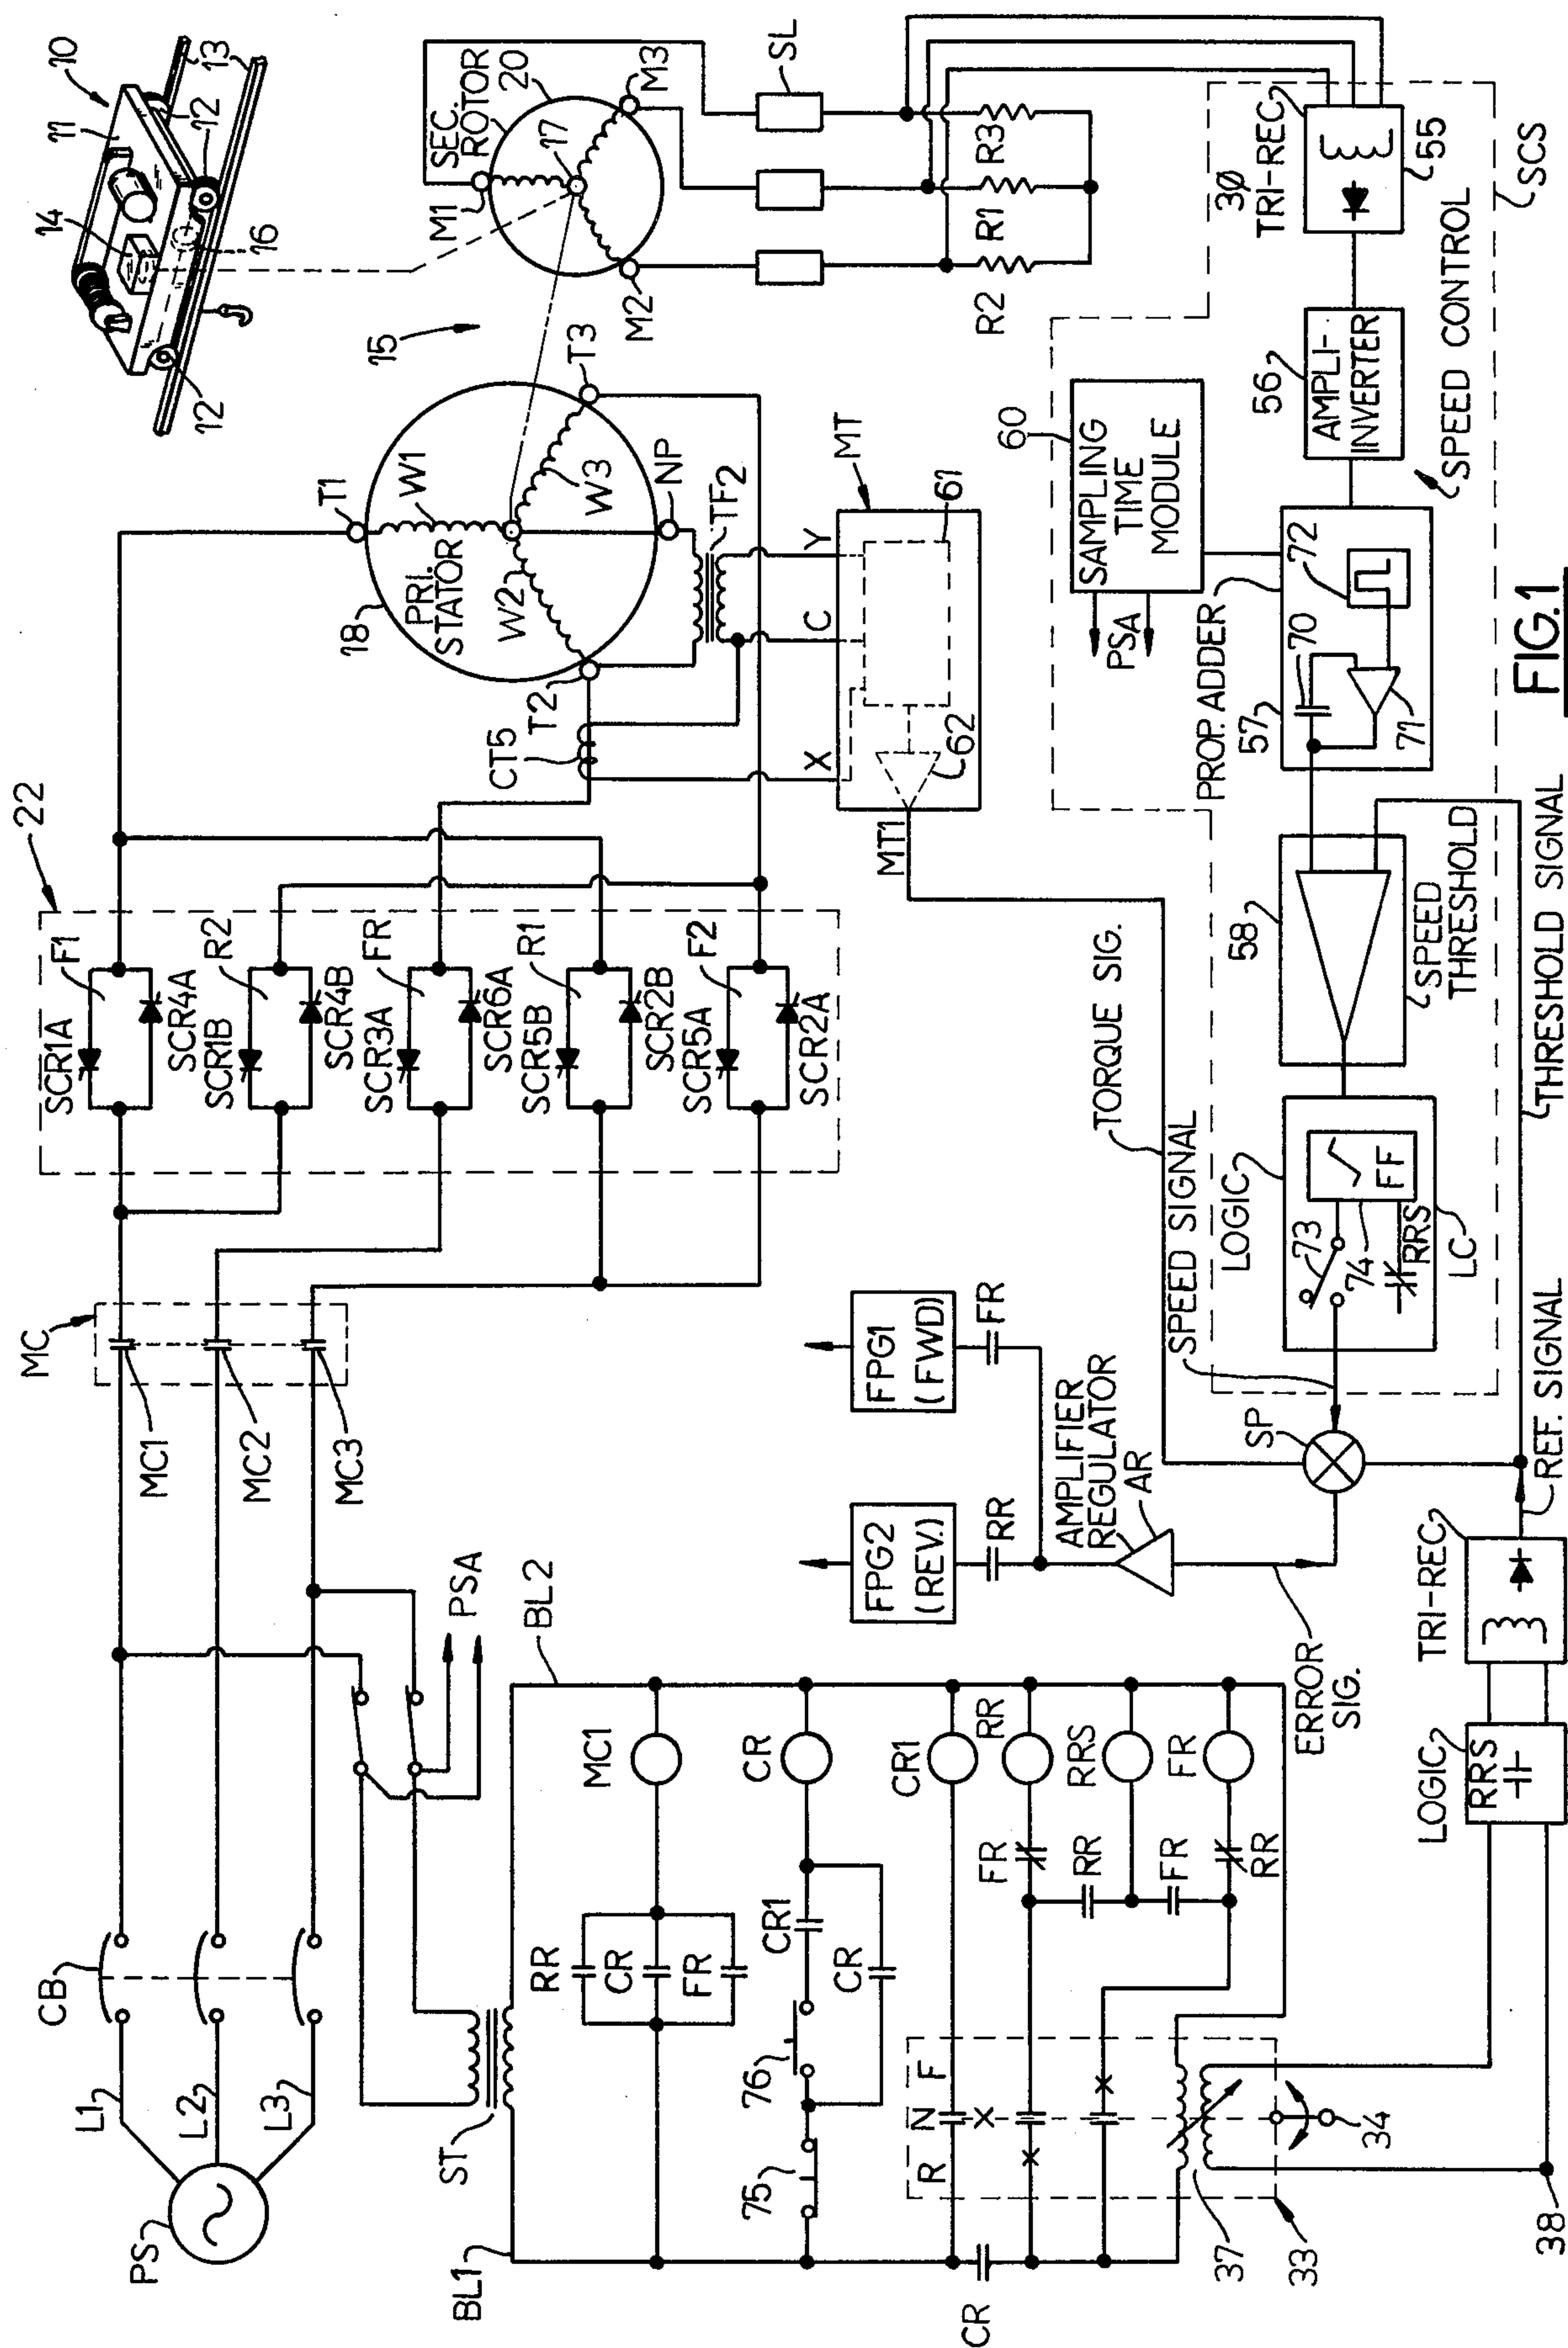 PS
L1
L2
L3
CB
MC
MC1
MC2
MC3
22
SCR1A
F1
SCR4A
SCR1B
R2
SCR4B
SCR3A
FR
SCR6A
SCR5B
R1
SCR2B
SCR5A
F2
SCR2A
T1
18
PRI.
STATOR
W1
W2
W3
T2
T3
NP
CT5
TF2
X
C
Y
MT
61
62
MT1
15
10
11
12
12
12
13
14
16
SEC.
ROTOR
20
17
M1
M2
M3
SL
R2
R1
R3
ST
PSA
BL1
BL2
RR
CR
FR
MC1
75
76
CR1
CR
CR
CR
R
N
F
X
CR1
FR
RR
RR
RRS
FR
RR
FR
37
33
34
38
FPG2
(REV.)
RR
FPG1
(FWD)
FR
AMPLIFIER
REGULATOR
AR
ERROR
SIG.
SP
TORQUE SIG.
SPEED SIGNAL
LOGIC
73
74
FF
RRS
LC
58
SPEED
THRESHOLD
PROP. ADDER
57
70
71
72
60
SAMPLING
TIME
MODULE
PSA
56
AMPLI-
INVERTER
30
TRI-REC
55
SPEED CONTROL
SCS
LOGIC
RRS
TRI-REC
REF. SIGNAL
THRESHOLD SIGNAL
FIG.1